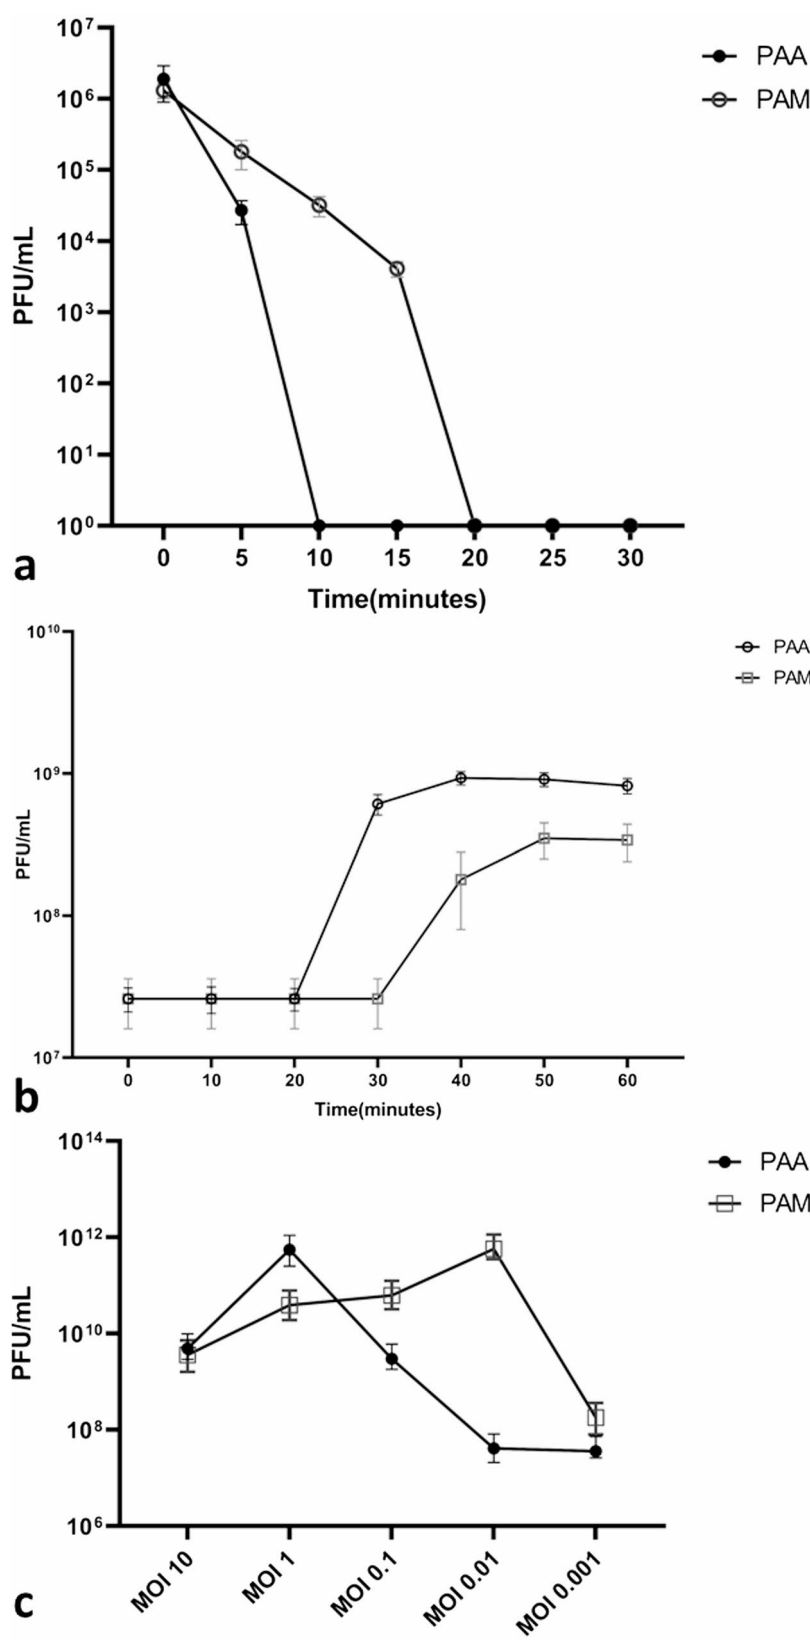 10⁷
10⁶
10⁵
10⁴
10³
10²
10¹
10⁰
PFU/mL
PAA
PAM
0 5 10 15 20 25 30
Time(minutes)
a
10¹⁰
10⁹
10⁸
10⁷
PFU/mL
PAA
PAM
0 10 20 30 40 50 60
Time(minutes)
b
10¹⁴
10¹²
10¹⁰
10⁸
10⁶
PFU/mL
PAA
PAM
MOI 10 MOI 1 MOI 0.1 MOI 0.01 MOI 0.001
c